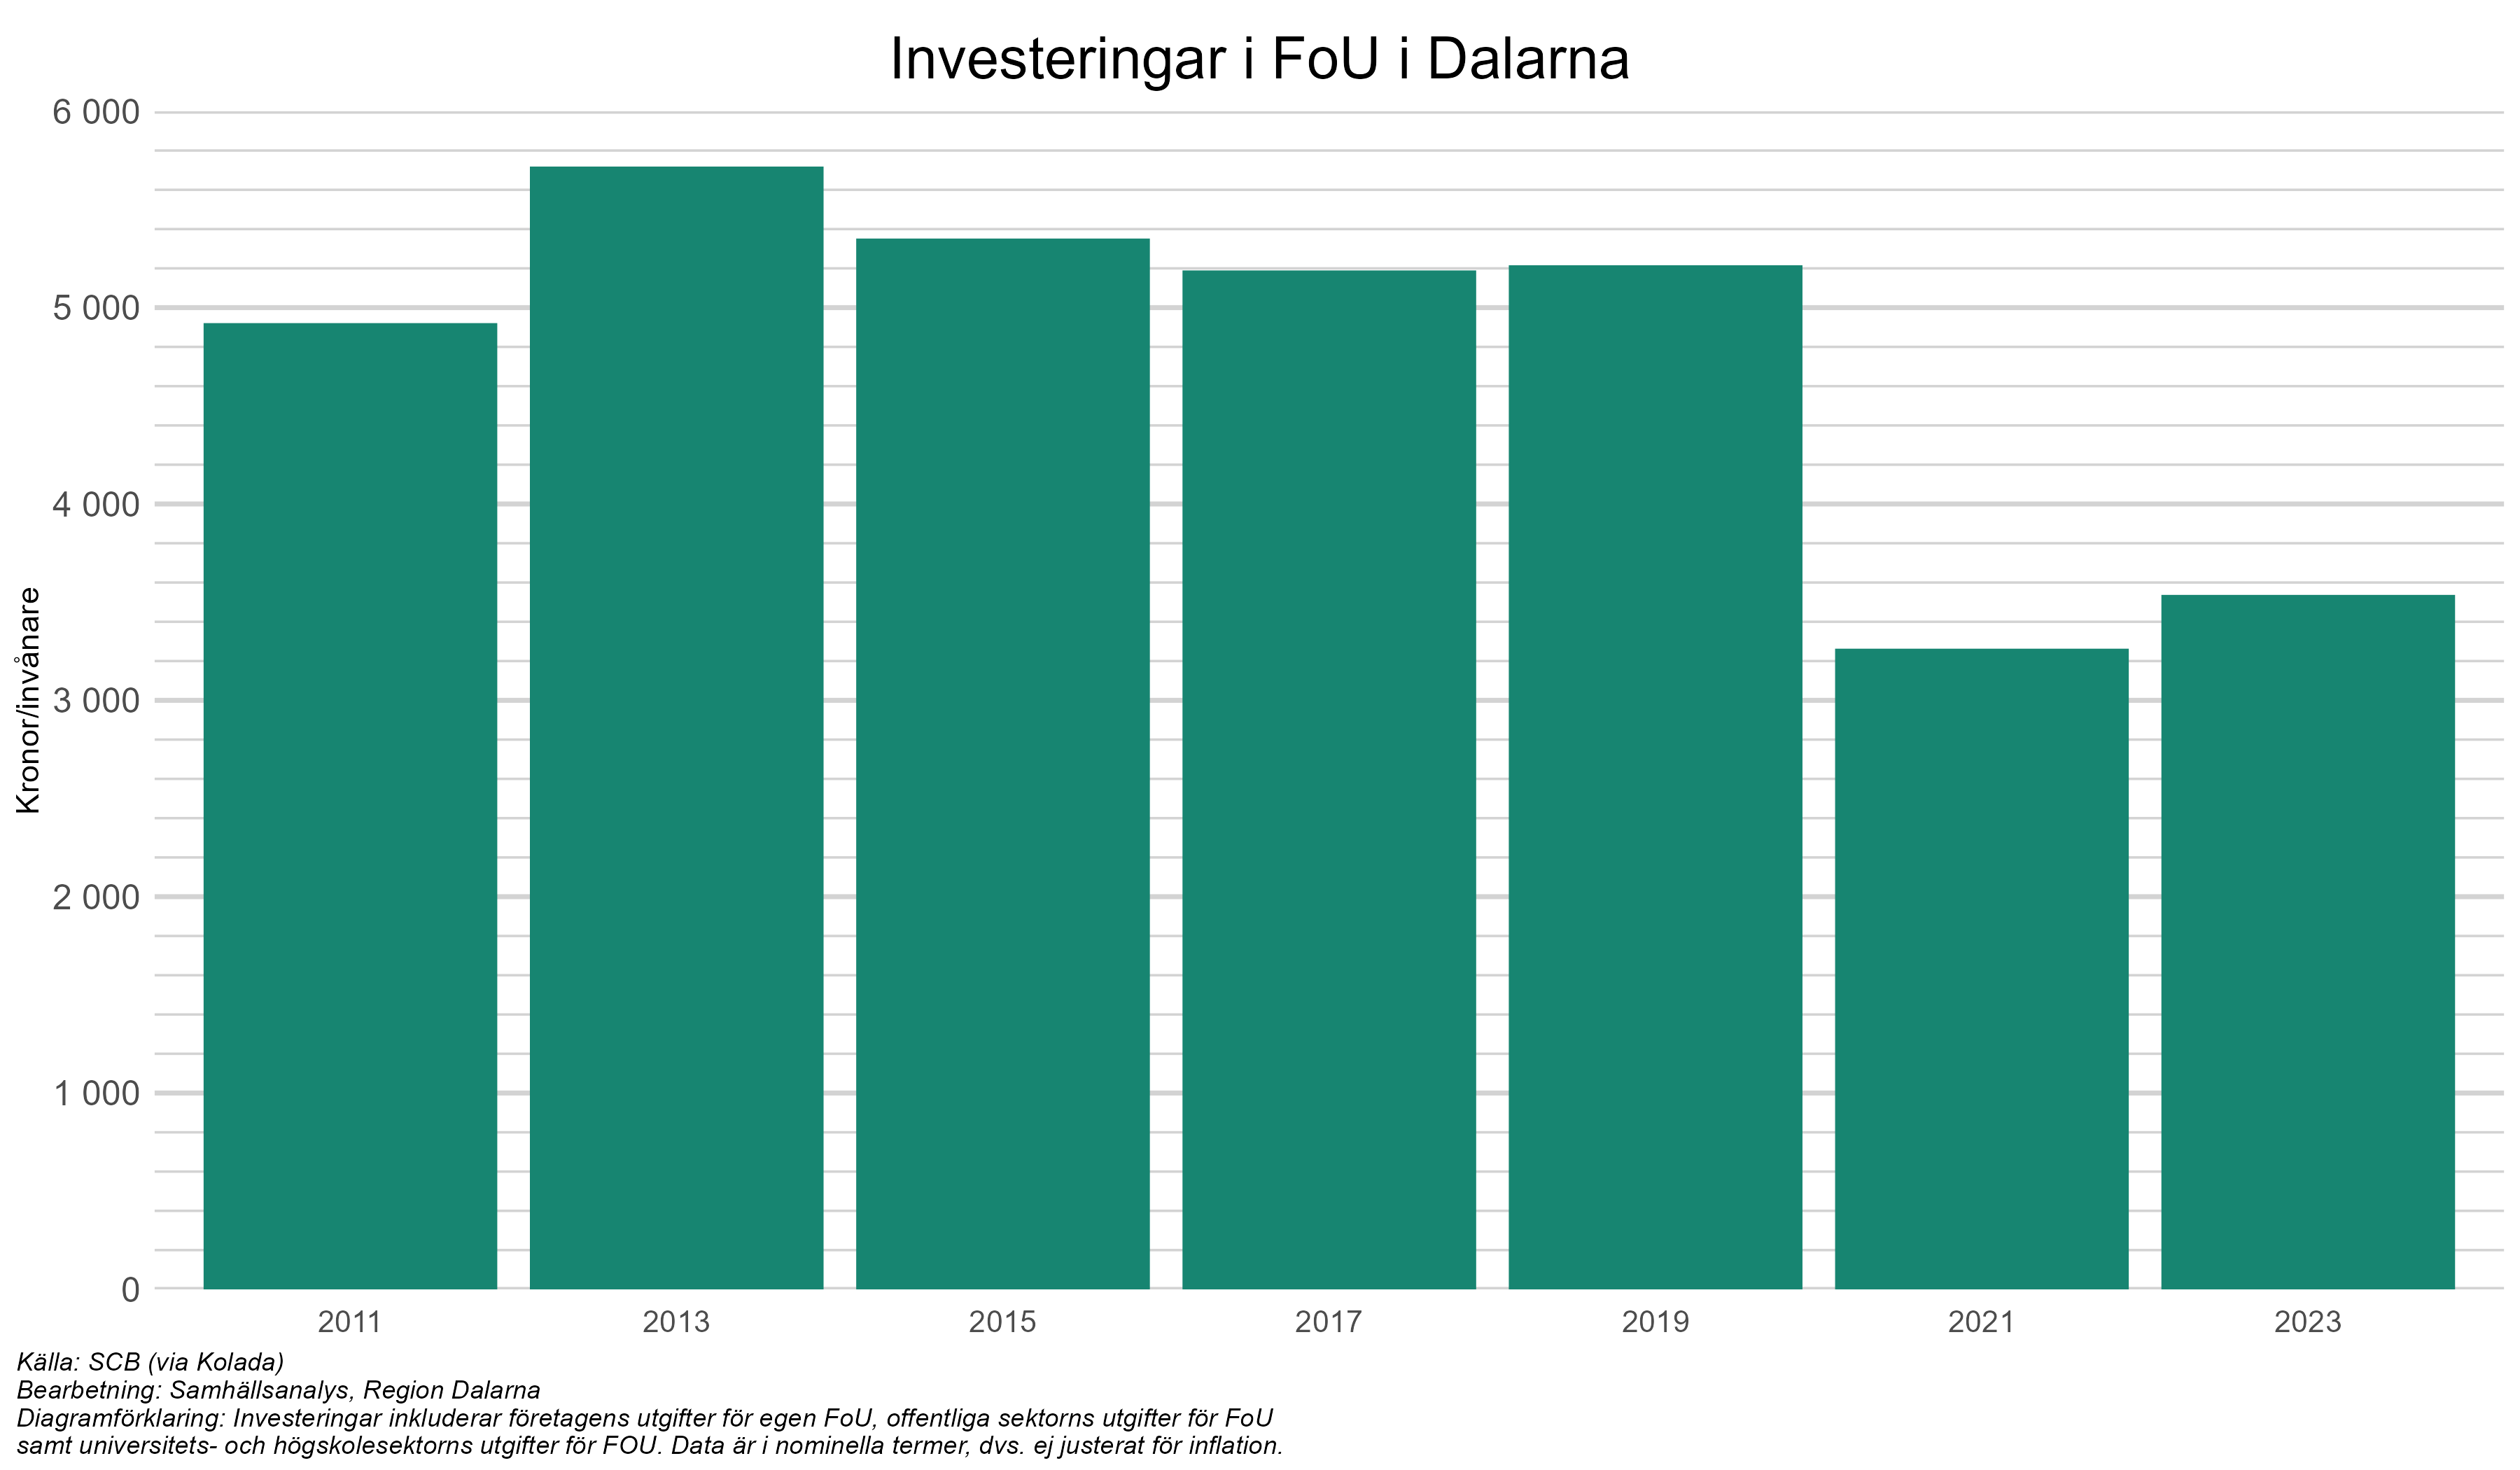 Investeringar i FoU i Dalarna
6 000
5 000
4 000
3 000
2 000
1 000
0
Kronor/invånare
2011 2013 2015 2017 2019 2021 2023
Källa: SCB (via Kolada)
Bearbetning: Samhällsanalys, Region Dalarna
Diagramförklaring: Investeringar inkluderar företagens utgifter för egen FoU, offentliga sektorns utgifter för FoU
samt universitets- och högskolesektorns utgifter för FOU. Data är i nominella termer, dvs. ej justerat för inflation.